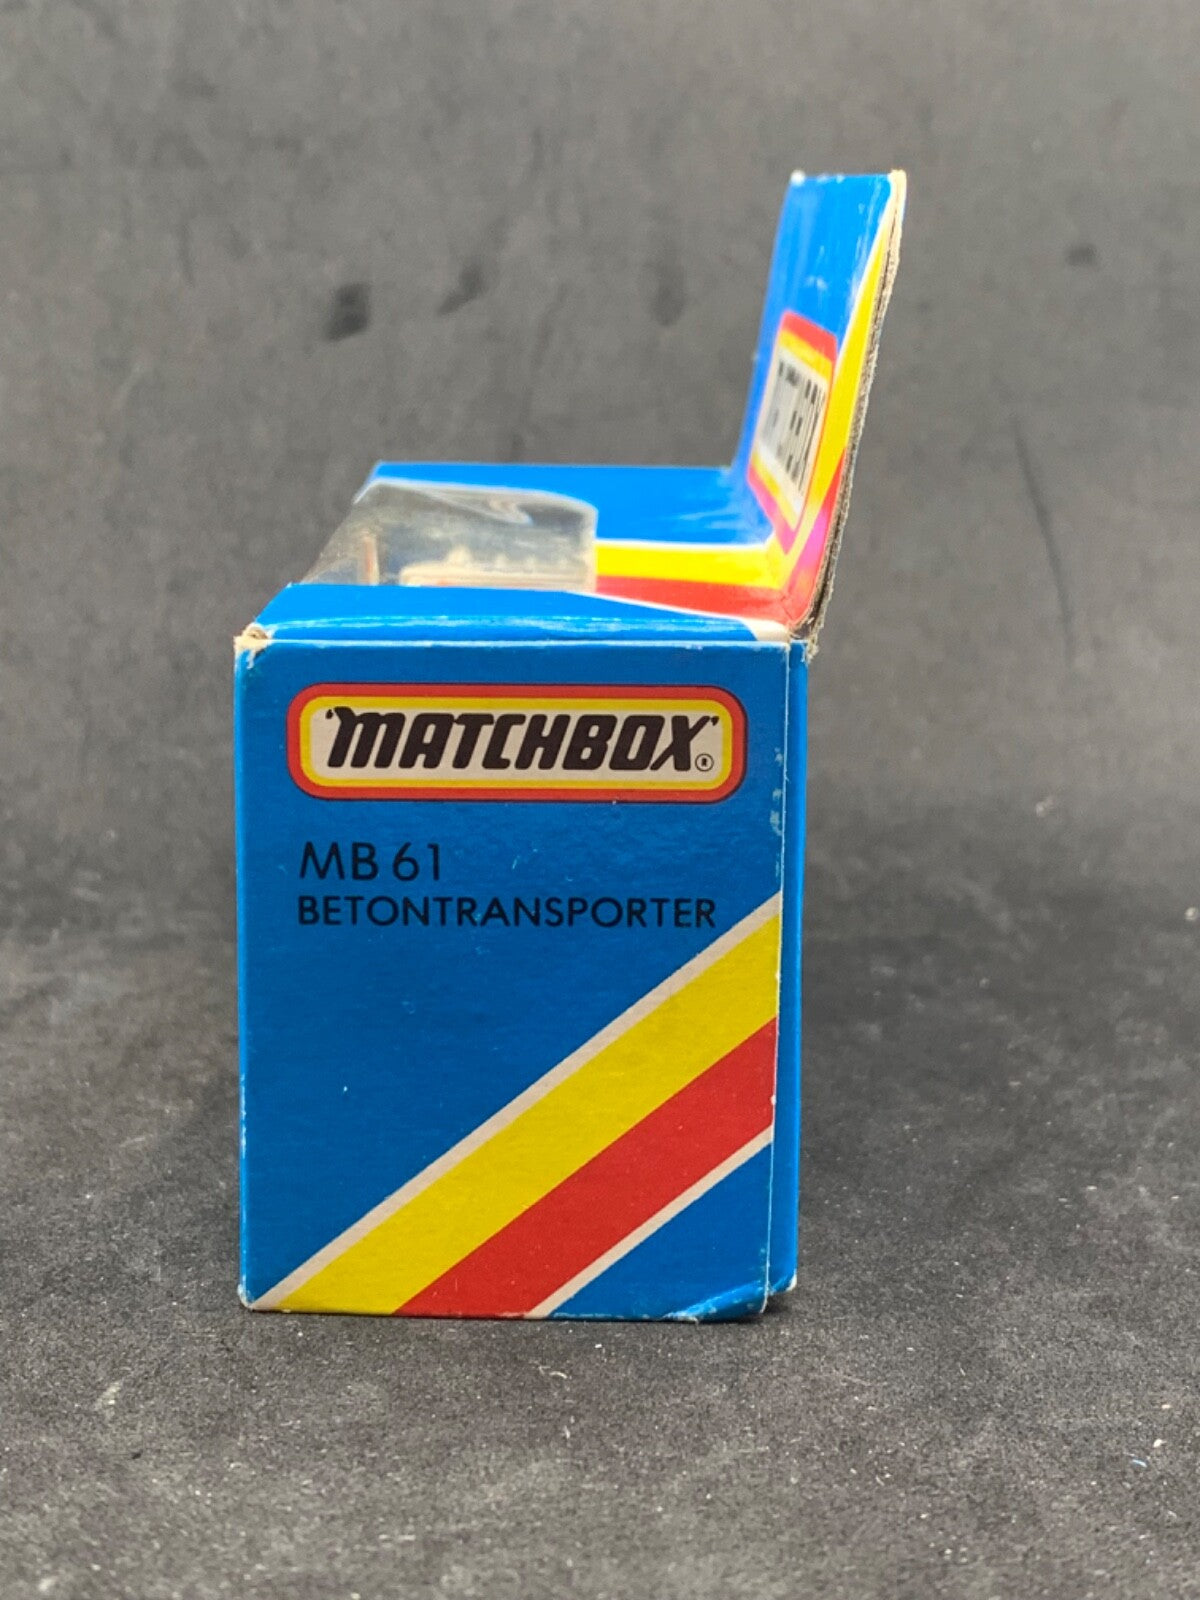 'MATCHBOX'®
MB 61
BETONTRANSPORTER